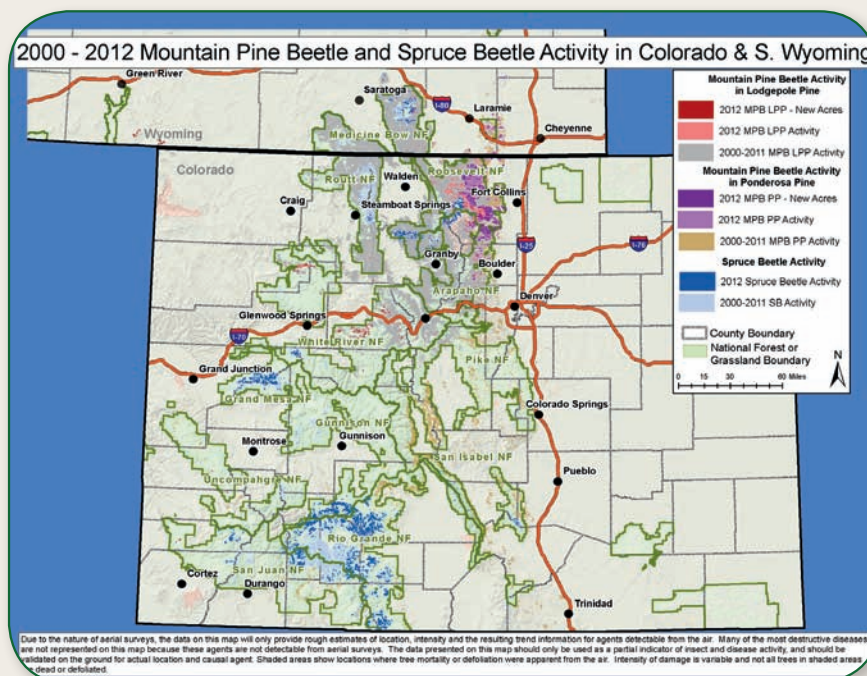 2000 - 2012 Mountain Pine Beetle and Spruce Beetle Activity in Colorado & S. Wyoming
Green River
Saratoga
I-80
Laramie
Wyoming
Cheyenne
Medicine Bow NF
Colorado
Routt NF
Walden
Roosevelt NF
Craig
Steamboat Springs
Fort Collins
I-25
I-76
Granby
Boulder
Arapaho NF
Denver
Glenwood Springs
I-70
White River NF
Pike NF
Grand Junction
Grand Mesa NF
Colorado Springs
Gunnison NF
Montrose
Gunnison
San Isabel NF
Uncompahgre NF
Pueblo
Rio Grande NF
Cortez
San Juan NF
Durango
Trinidad
Mountain Pine Beetle Activity
in Lodgepole Pine
2012 MPB LPP - New Acres
2012 MPB LPP Activity
2000-2011 MPB LPP Activity
Mountain Pine Beetle Activity
in Ponderosa Pine
2012 MPB PP - New Acres
2012 MPB PP Activity
2000-2011 MPB PP Activity
Spruce Beetle Activity
2012 Spruce Beetle Activity
2000-2011 SB Activity
County Boundary
National Forest or
Grassland Boundary
N
0 15 30 60 Miles
Due to the nature of aerial surveys, the data on this map will only provide rough estimates of location, intensity and the resulting trend information for agents detectable from the air. Many of the most destructive diseases
are not represented on this map because these agents are not detectable from aerial surveys. The data presented on this map should only be used as a partial indicator of insect and disease activity, and should be
validated on the ground for actual location and causal agent. Shaded areas show locations where tree mortality or defoliation were apparent from the air. Intensity of damage is variable and not all trees in shaded areas
dead or defoliated.